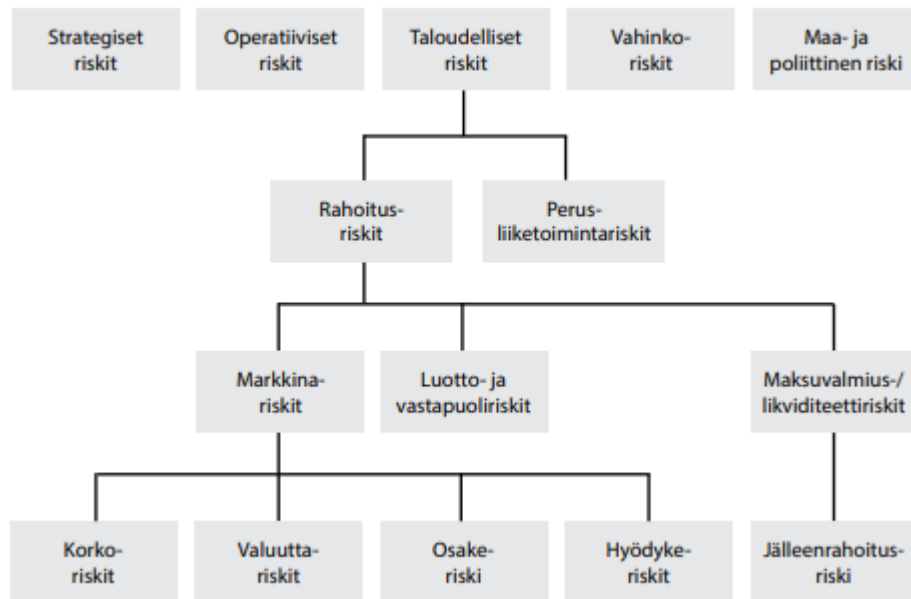 Strategiset
riskit
Operatiiviset
riskit
Taloudelliset
riskit
Vahinko-
riskit
Maa- ja
poliittinen riski
Rahoitus-
riskit
Perus-
liiketoimintariskit
Markkina-
riskit
Luotto- ja
vastapuoliriskit
Maksuvalmius-/
likviditeettiriskit
Korko-
riskit
Valuutta-
riskit
Osake-
riski
Hyödyke-
riskit
Jälleenrahoitus-
riski